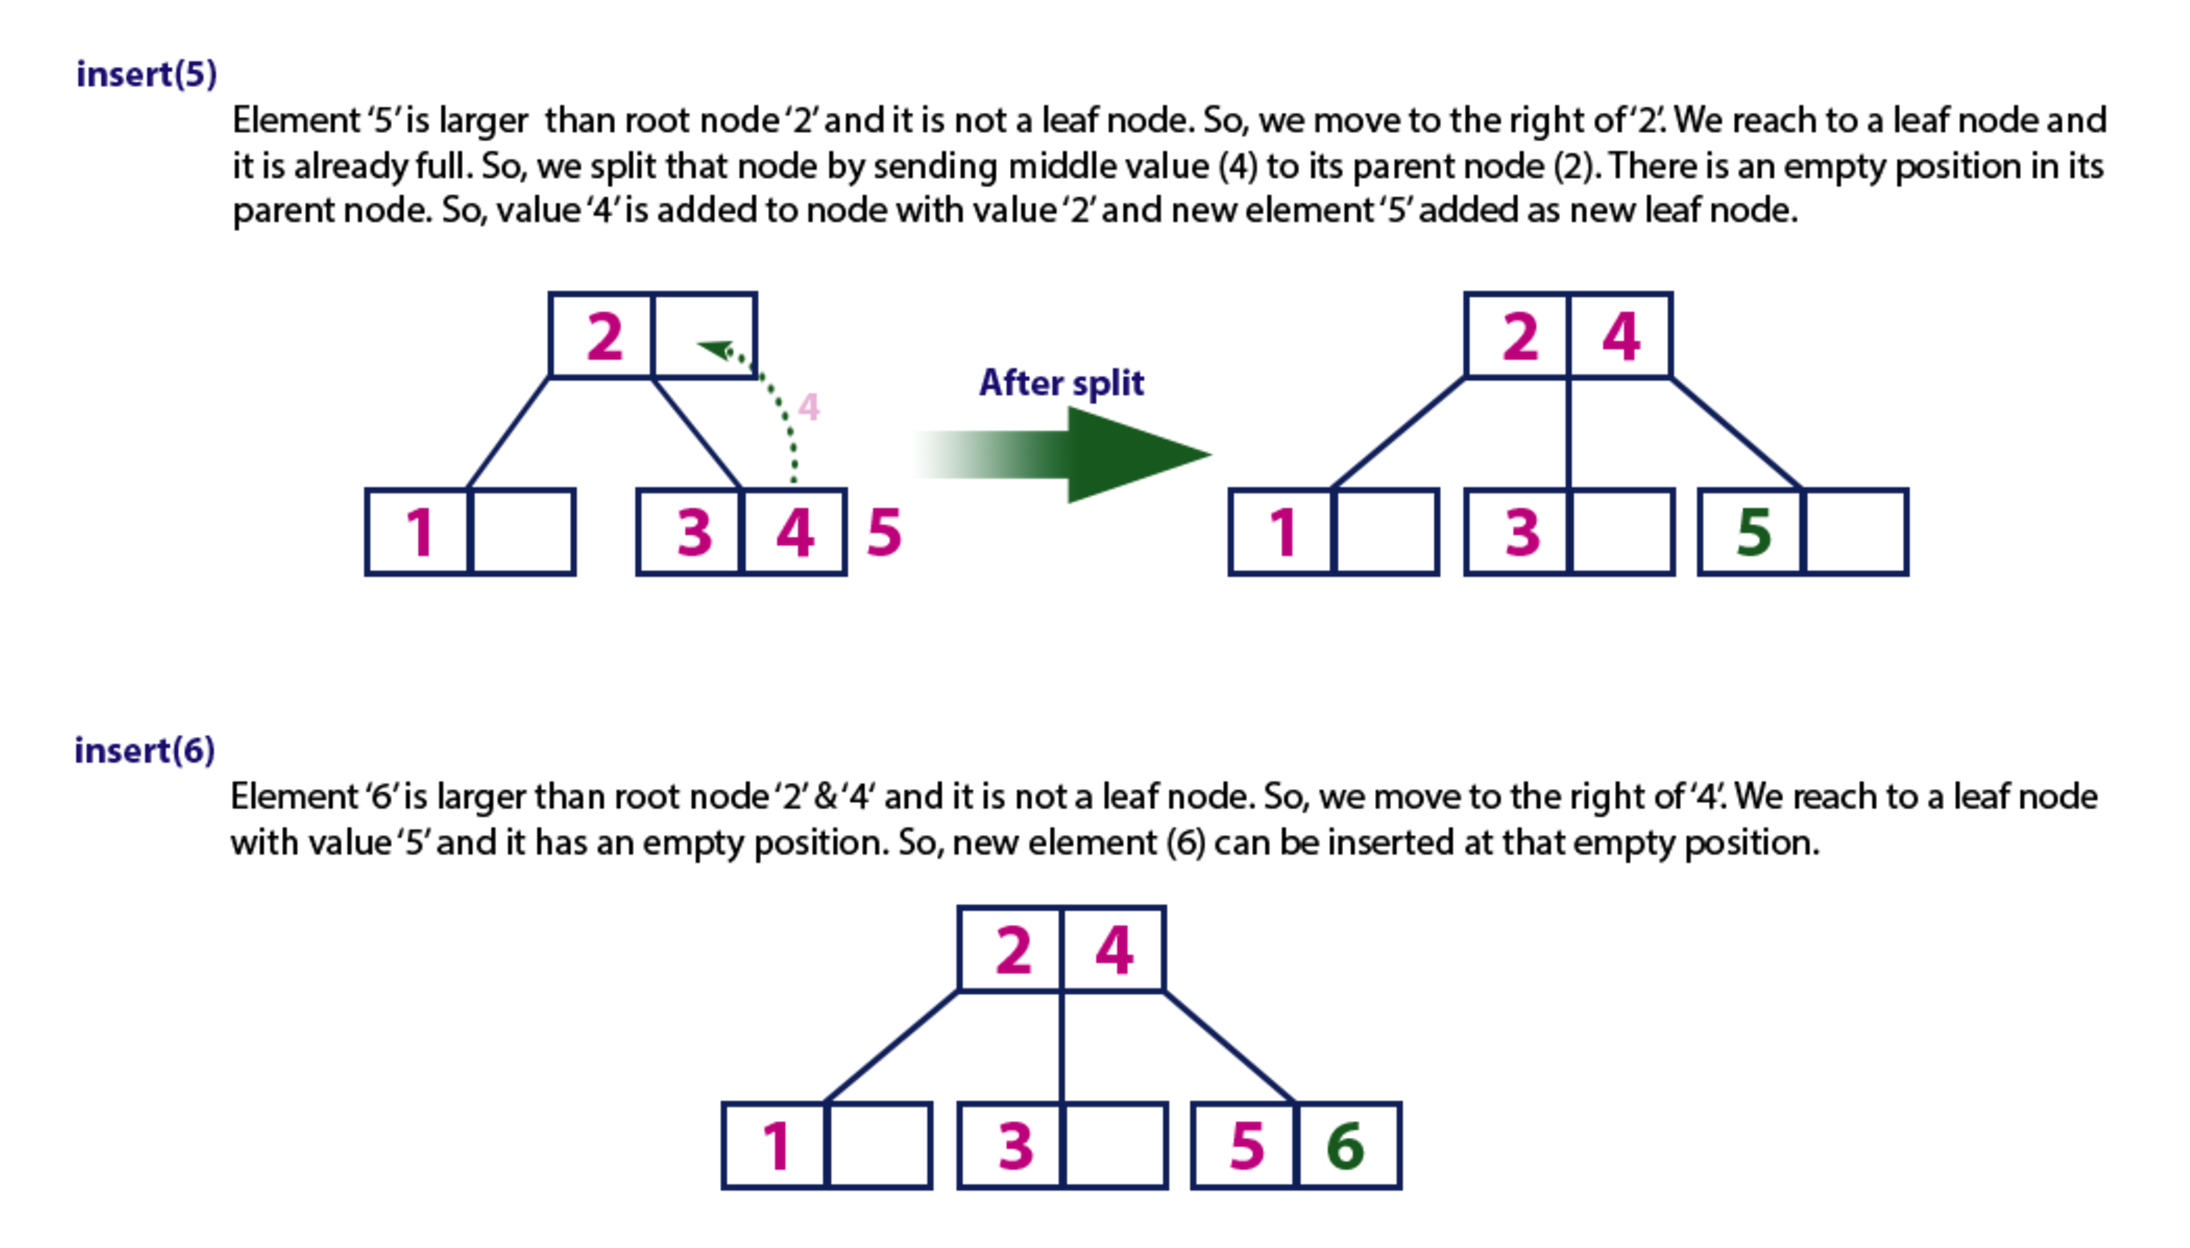 insert(5)
Element ‘5’ is larger than root node ‘2’ and it is not a leaf node. So, we move to the right of ‘2’. We reach to a leaf node and
it is already full. So, we split that node by sending middle value (4) to its parent node (2). There is an empty position in its
parent node. So, value ‘4’ is added to node with value ‘2’ and new element ‘5’ added as new leaf node.
2
4
1
3 4 5
After split
2 4
1
3
5
insert(6)
Element ‘6’ is larger than root node ‘2’ & ‘4’ and it is not a leaf node. So, we move to the right of ‘4’. We reach to a leaf node
with value ‘5’ and it has an empty position. So, new element (6) can be inserted at that empty position.
2 4
1
3
5 6